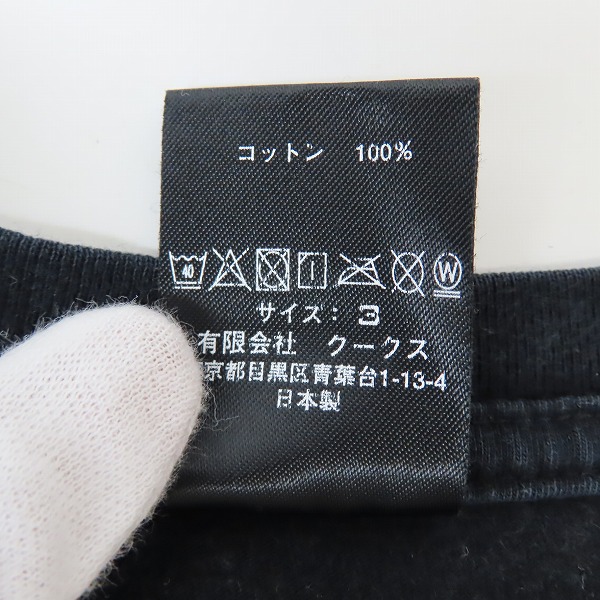 コットン 100%
40 W
サイズ: 3
有限会社 クークス
京都目黒区青葉台1-13-4
日本製